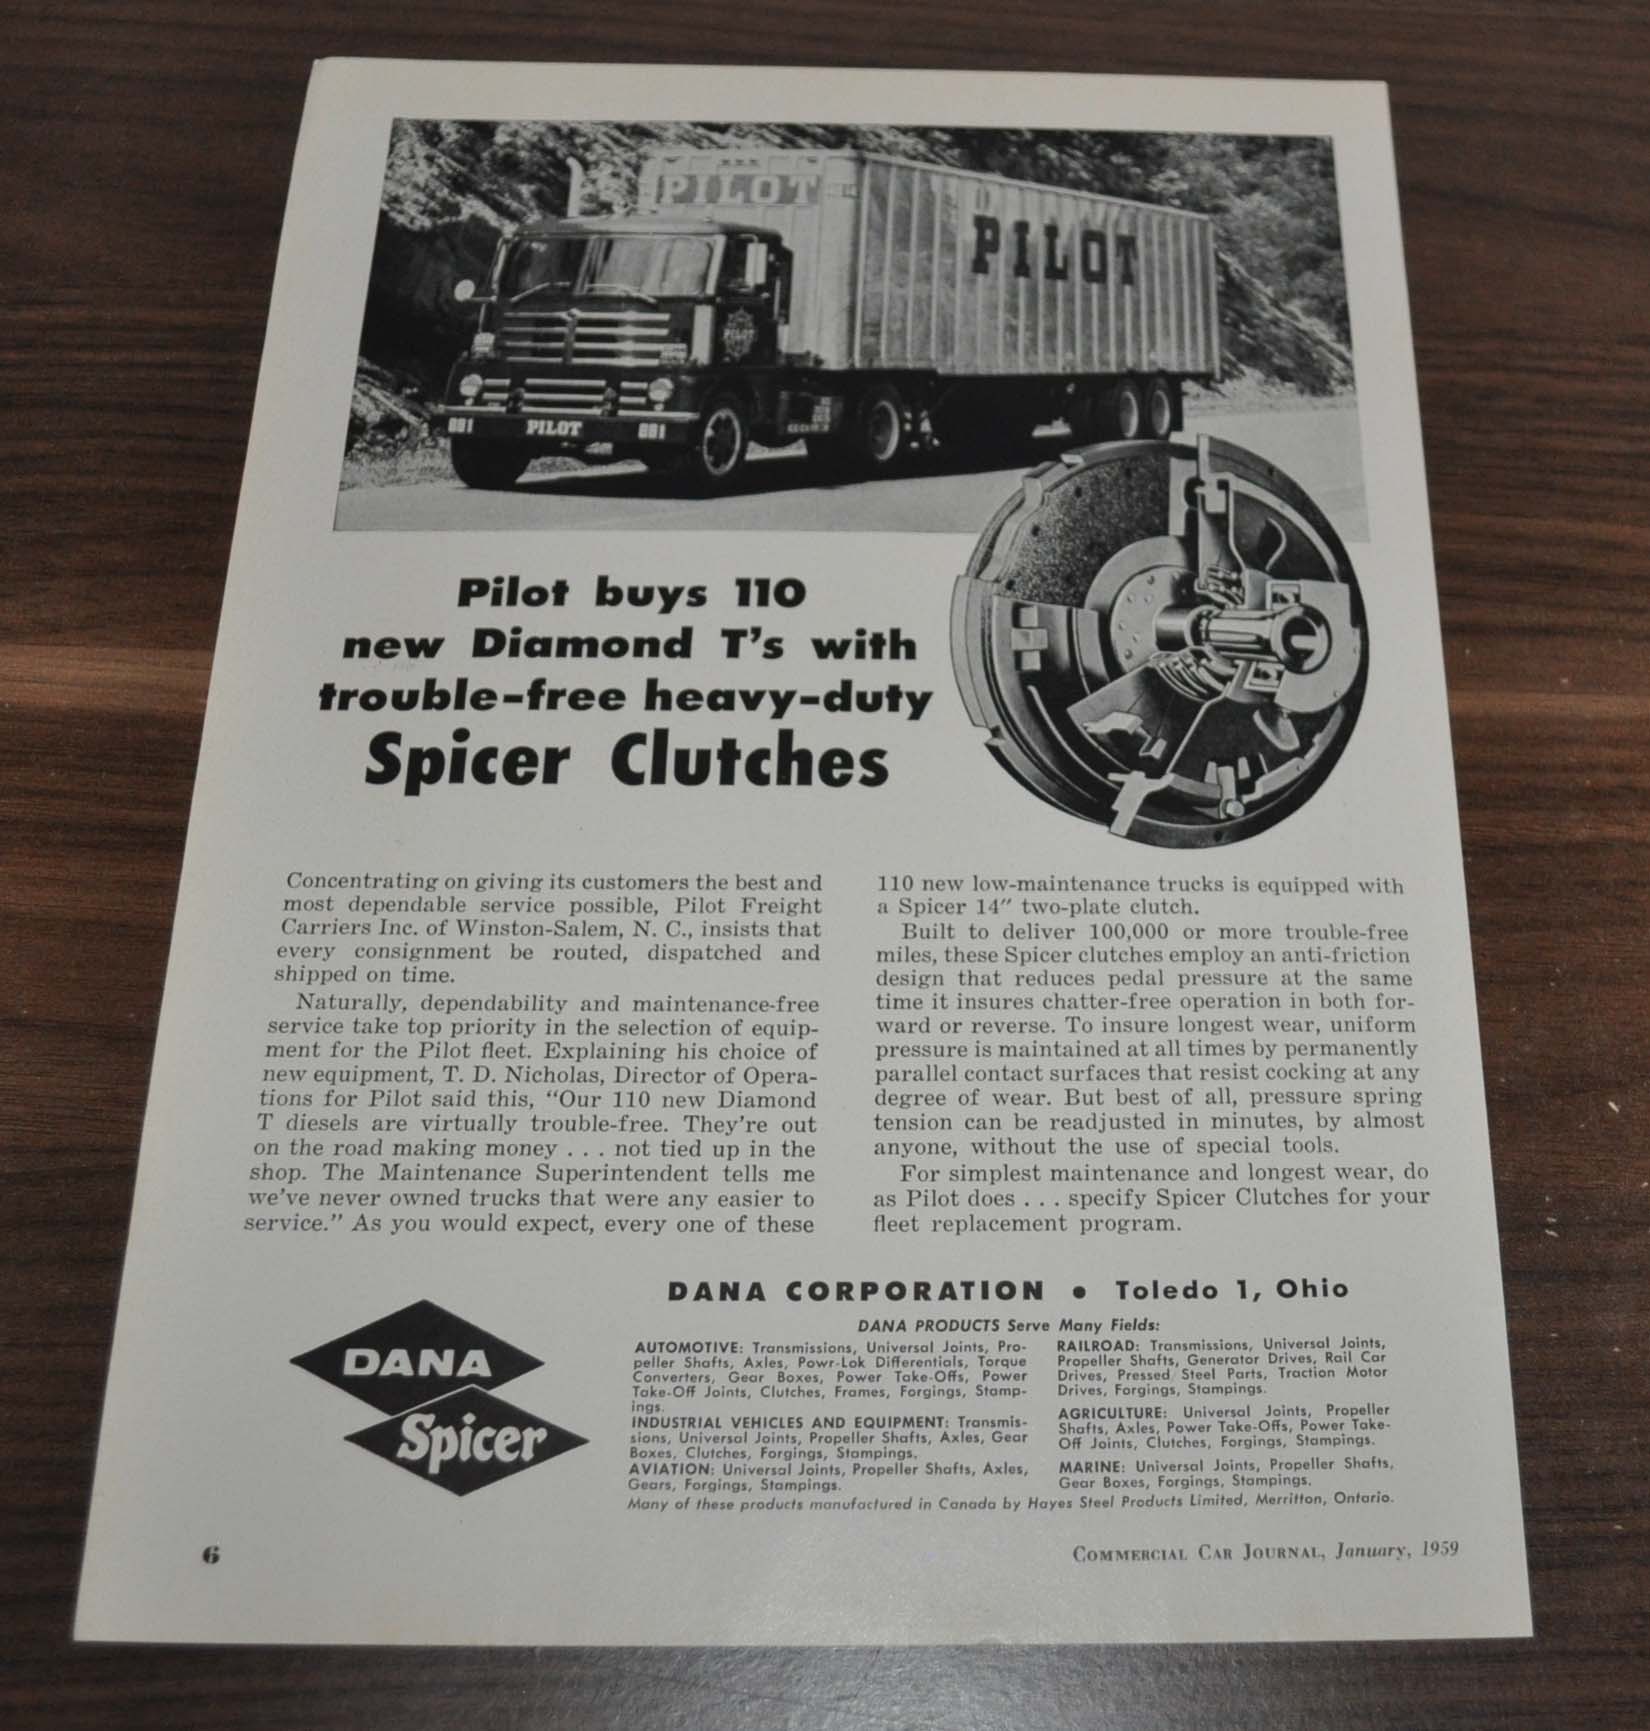 PILOT
PILOT
PILOT
881 PILOT 881
Pilot buys 110
new Diamond T's with
trouble-free heavy-duty
Spicer Clutches
Concentrating on giving its customers the best and
most dependable service possible, Pilot Freight
Carriers Inc. of Winston-Salem, N. C., insists that
every consignment be routed, dispatched and
shipped on time.
Naturally, dependability and maintenance-free
service take top priority in the selection of equip-
ment for the Pilot fleet. Explaining his choice of
new equipment, T. D. Nicholas, Director of Opera-
tions for Pilot said this, "Our 110 new Diamond
T diesels are virtually trouble-free. They're out
on the road making money . . . not tied up in the
shop. The Maintenance Superintendent tells me
we've never owned trucks that were any easier to
service." As you would expect, every one of these
110 new low-maintenance trucks is equipped with
a Spicer 14" two-plate clutch.
Built to deliver 100,000 or more trouble-free
miles, these Spicer clutches employ an anti-friction
design that reduces pedal pressure at the same
time it insures chatter-free operation in both for-
ward or reverse. To insure longest wear, uniform
pressure is maintained at all times by permanently
parallel contact surfaces that resist cocking at any
degree of wear. But best of all, pressure spring
tension can be readjusted in minutes, by almost
anyone, without the use of special tools.
For simplest maintenance and longest wear, do
as Pilot does . . . specify Spicer Clutches for your
fleet replacement program.
DANA
Spicer
DANA CORPORATION • Toledo 1, Ohio
DANA PRODUCTS Serve Many Fields:
AUTOMOTIVE: Transmissions, Universal Joints, Pro-
peller Shafts, Axles, Powr-Lok Differentials, Torque
Converters, Gear Boxes, Power Take-Offs, Power
Take-Off Joints, Clutches, Frames, Forgings, Stamp-
ings.
INDUSTRIAL VEHICLES AND EQUIPMENT: Transmis-
sions, Universal Joints, Propeller Shafts, Axles, Gear
Boxes, Clutches, Forgings, Stampings.
AVIATION: Universal Joints, Propeller Shafts, Axles,
Gears, Forgings, Stampings.
RAILROAD: Transmissions, Universal Joints,
Propeller Shafts, Generator Drives, Rail Car
Drives, Pressed Steel Parts, Traction Motor
Drives, Forgings, Stampings.
AGRICULTURE: Universal Joints, Propeller
Shafts, Axles, Power Take-Offs, Power Take-
Off Joints, Clutches, Forgings, Stampings.
MARINE: Universal Joints, Propeller Shafts,
Gear Boxes, Forgings, Stampings.
Many of these products manufactured in Canada by Hayes Steel Products Limited, Merritton, Ontario.
6
COMMERCIAL CAR JOURNAL, January, 1959